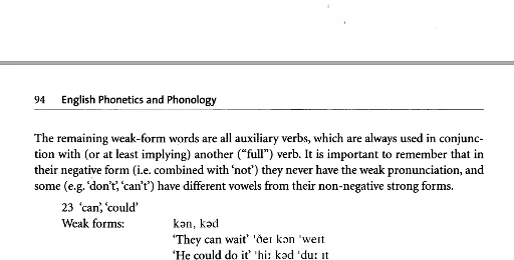 94 English Phonetics and Phonology
The remaining weak-form words are all auxiliary verbs, which are always used in conjunc-
tion with (or at least implying) another (“full”) verb. It is important to remember that in
their negative form (i.e. combined with ‘not’) they never have the weak pronunciation, and
some (e.g. ‘don’t’, ‘can’t’) have different vowels from their non-negative strong forms.
23 ‘can’, ‘could’
Weak forms: kən, kəd
‘They can wait’ ˈðeɪ kən ˈweɪt
‘He could do it’ ˈhiː kəd ˈduː ɪt